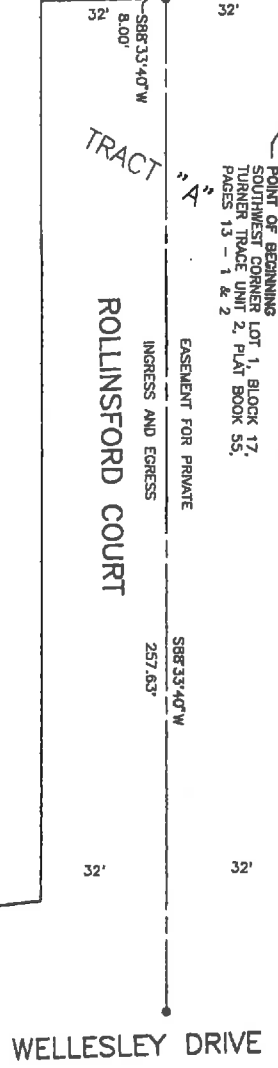 32'
32'
S88°33'40"W
8.00'
POINT OF BEGINNING
SOUTHWEST CORNER LOT 1, BLOCK 17,
TURNER TRACE UNIT 2, PLAT BOOK 55,
PAGES 13 - 1 & 2
TRACT "A"
EASEMENT FOR PRIVATE
INGRESS AND EGRESS
ROLLINSFORD COURT
S88°33'40"W
257.63'
32'
32'
WELLESLEY DRIVE